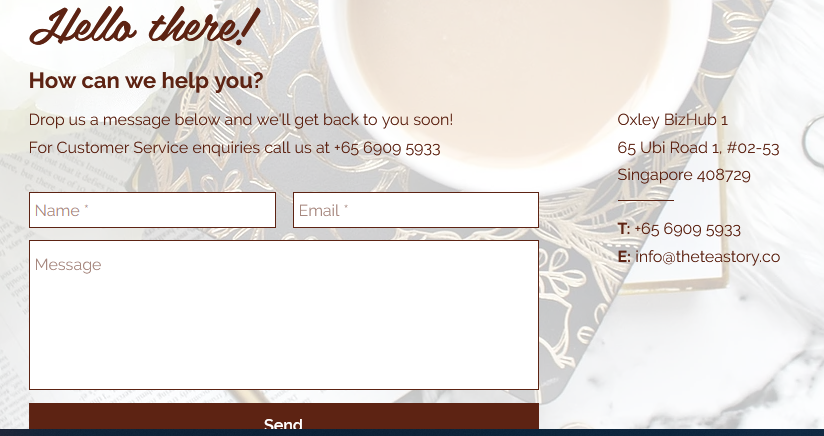 Hello there!
How can we help you?
Drop us a message below and we'll get back to you soon!
For Customer Service enquiries call us at +65 6909 5933
Name *
Email *
Message
Send
Oxley BizHub 1
65 Ubi Road 1, #02-53
Singapore 408729
T: +65 6909 5933
E: info@theteastory.co